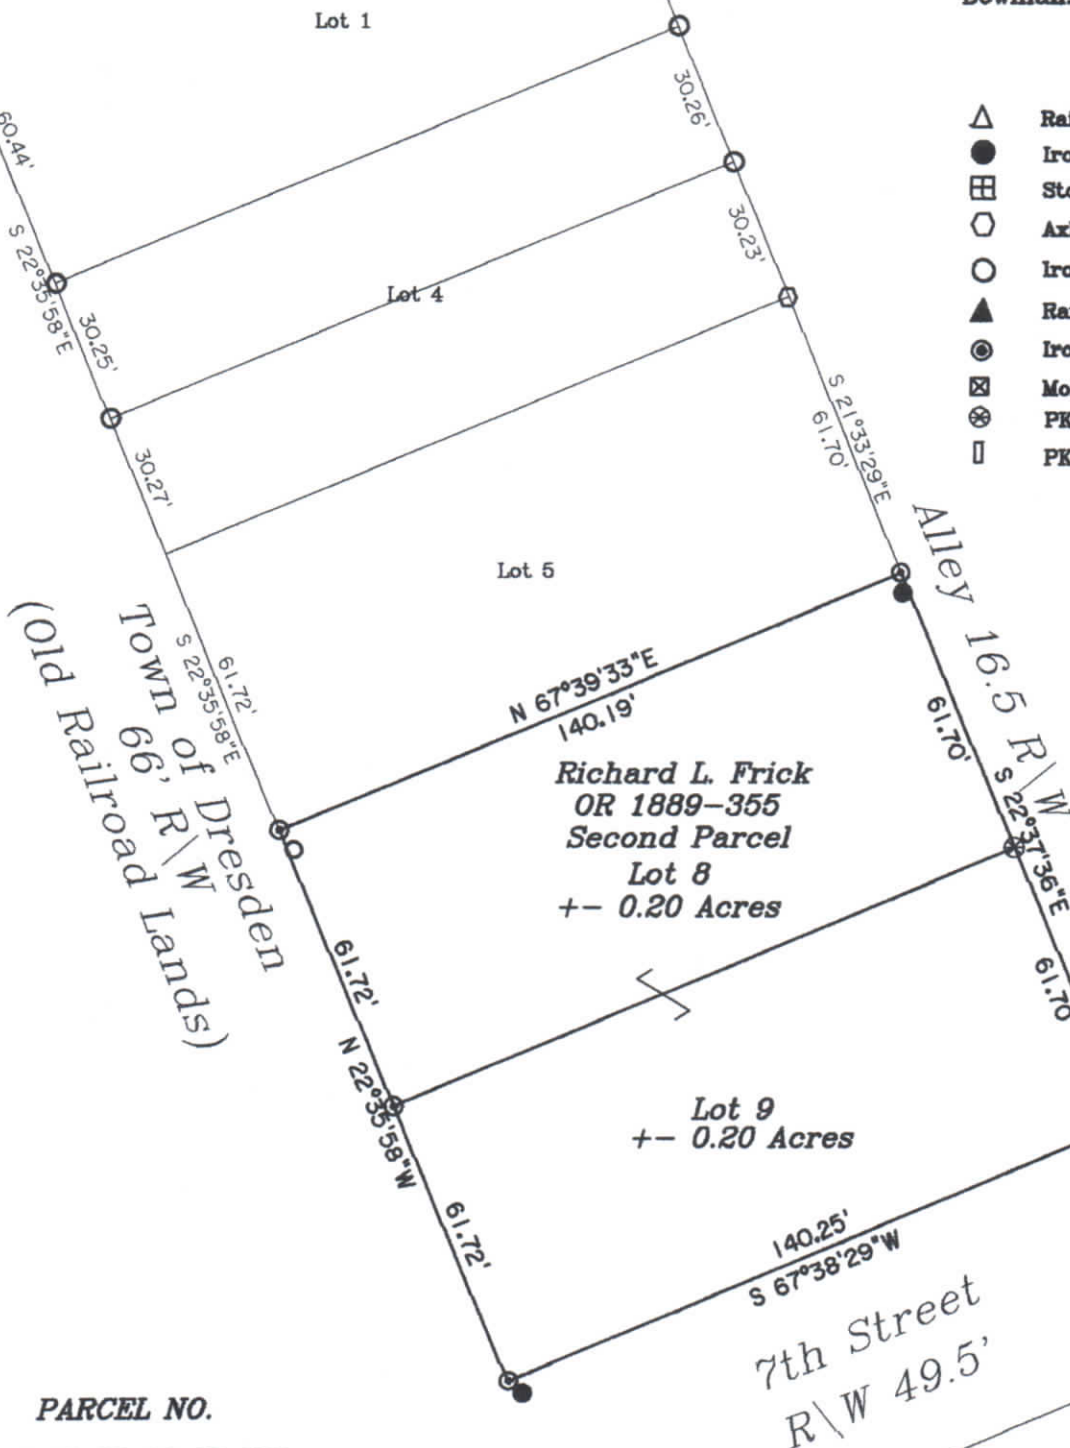 Lot 1
30.26'
60.44'
30.23'
S 22°35'58"E
30.25'
Lot 4
30.27'
S 21°33'29"E
61.70'
PK
PK
Alley 16.5 R\W
Lot 5
Town of Dresden
66' R\W
(Old Railroad Lands)
61.72'
S 22°35'58"E
N 67°39'33"E
140.19'
61.70'
S 22°37'36"E
61.70
Richard L. Frick
OR 1889-355
Second Parcel
Lot 8
+- 0.20 Acres
61.72'
N 22°35'58"W
61.72'
Lot 9
+- 0.20 Acres
140.25'
S 67°38'29"W
7th Street
R\W 49.5'
PARCEL NO.